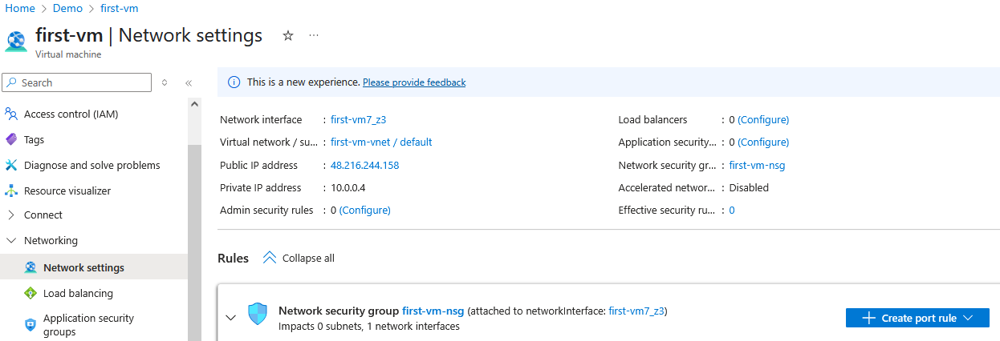 Home > Demo > first-vm
first-vm | Network settings
Virtual machine
Search
Access control (IAM)
Tags
Diagnose and solve problems
Resource visualizer
Connect
Networking
Network settings
Load balancing
Application security
groups
This is a new experience. Please provide feedback
Network interface : first-vm7_z3
Virtual network / su... : first-vm-vnet / default
Public IP address : 48.216.244.158
Private IP address : 10.0.0.4
Admin security rules : 0 (Configure)
Load balancers : 0 (Configure)
Application security... : 0 (Configure)
Network security gr... : first-vm-nsg
Accelerated networ... : Disabled
Effective security ru... : 0
Rules Collapse all
Network security group first-vm-nsg (attached to networkInterface: first-vm7_z3)
Impacts 0 subnets, 1 network interfaces
Create port rule